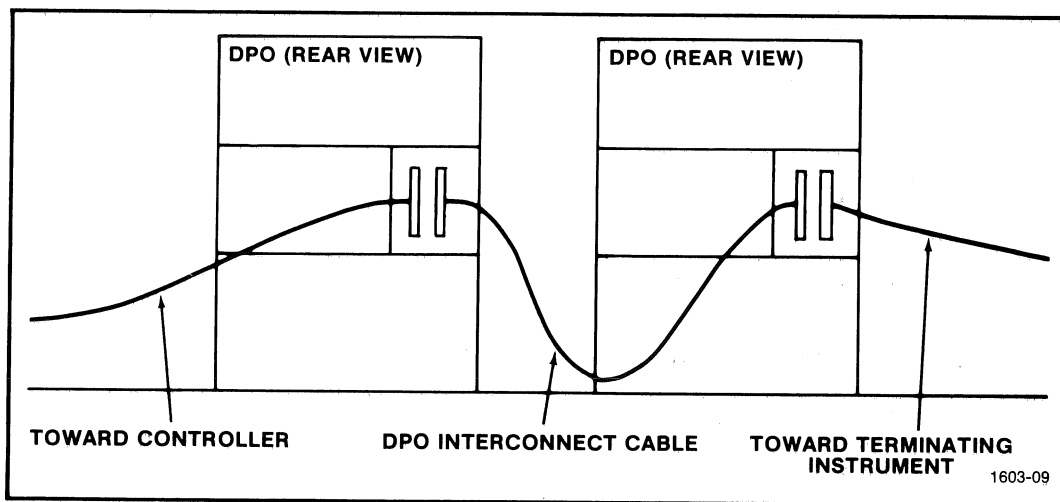 DPO (REAR VIEW)
DPO (REAR VIEW)
TOWARD CONTROLLER
DPO INTERCONNECT CABLE
TOWARD TERMINATING
INSTRUMENT
1603-09